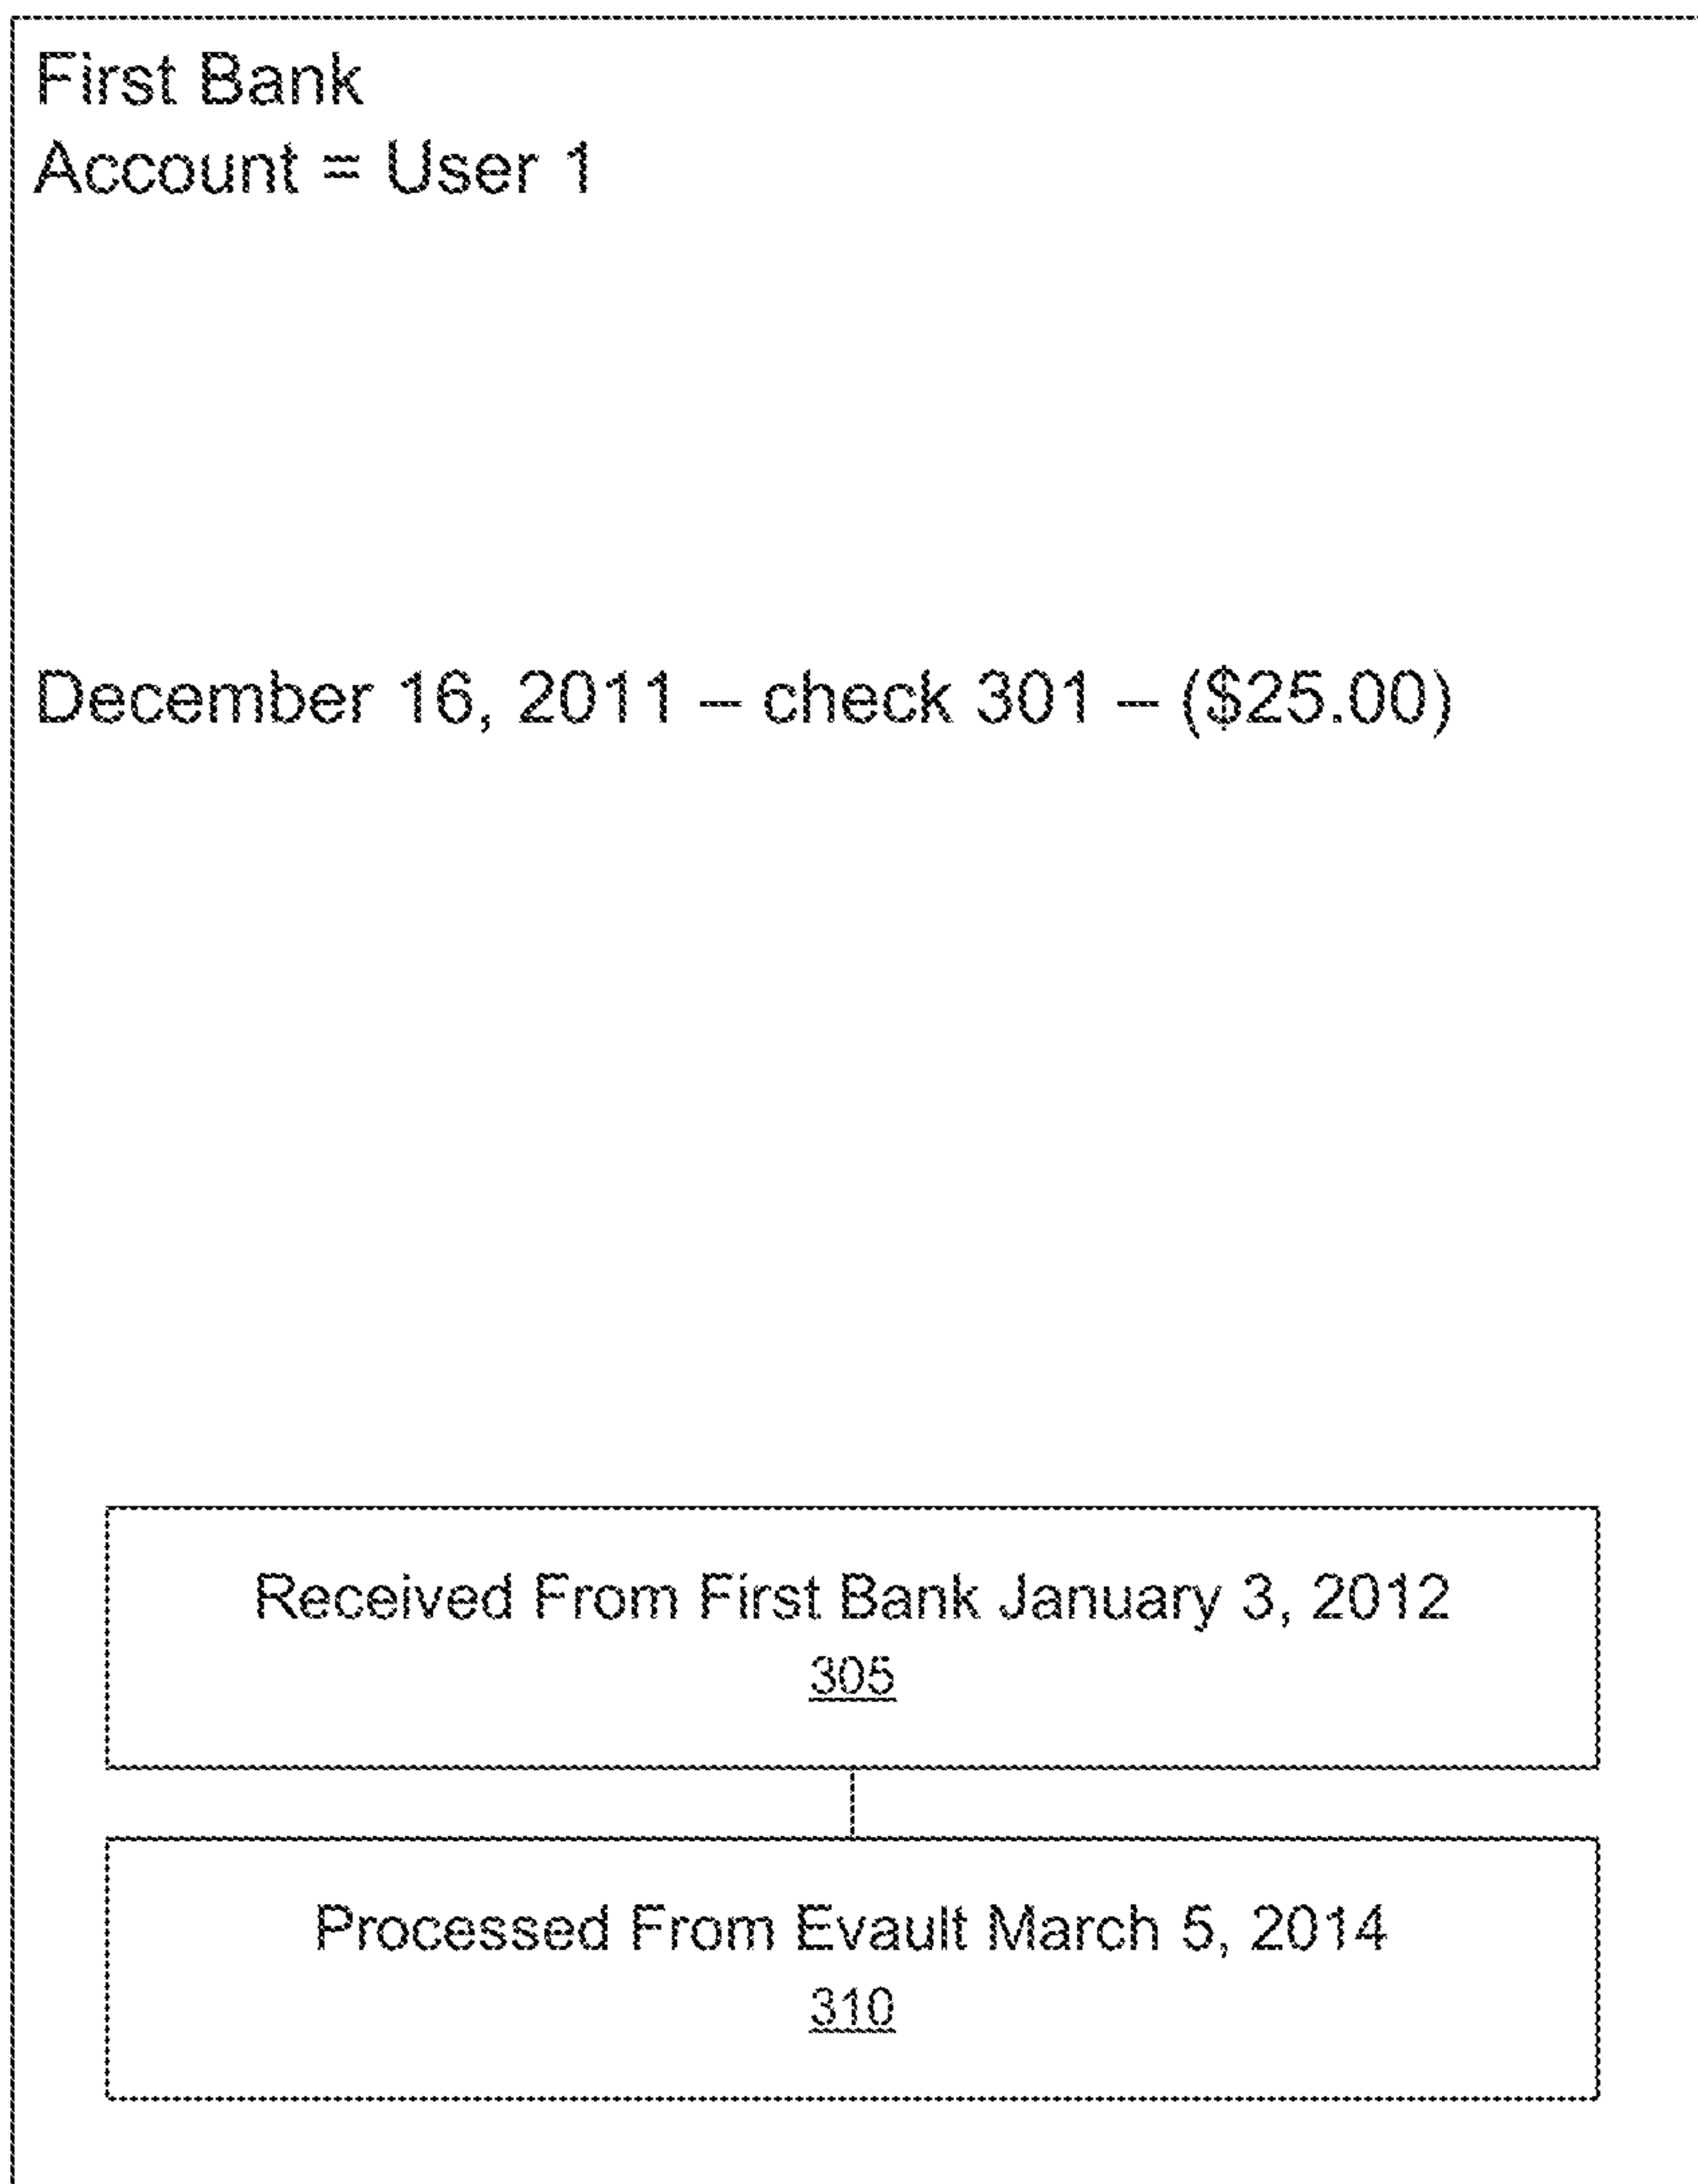 First Bank
Account = User 1
December 16, 2011 – check 301 – ($25.00)
Received From First Bank January 3, 2012
305
Processed From Evault March 5, 2014
310